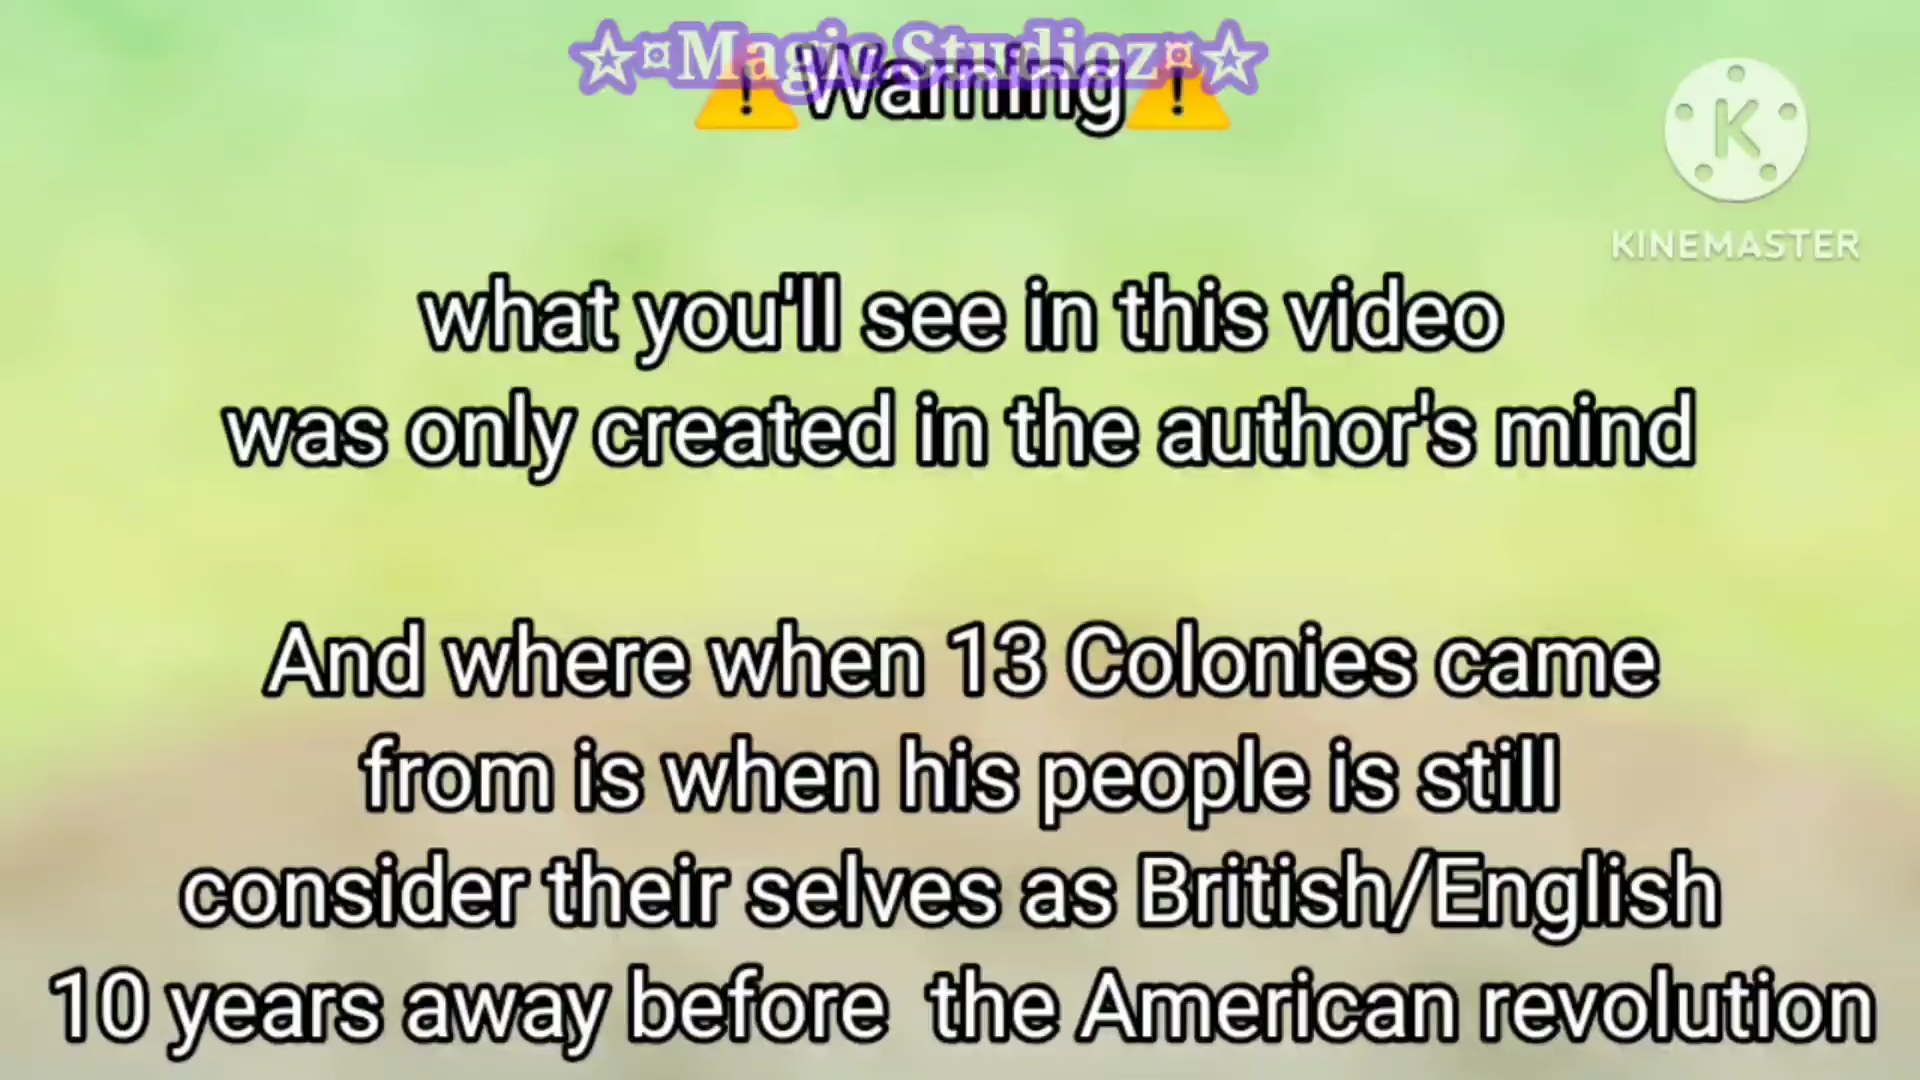 ☆¤Magic Studioz¤☆
⚠Warning⚠
KINEMASTER
what you'll see in this video
was only created in the author's mind
And where when 13 Colonies came
from is when his people is still
consider their selves as British/English
10 years away before  the American revolution